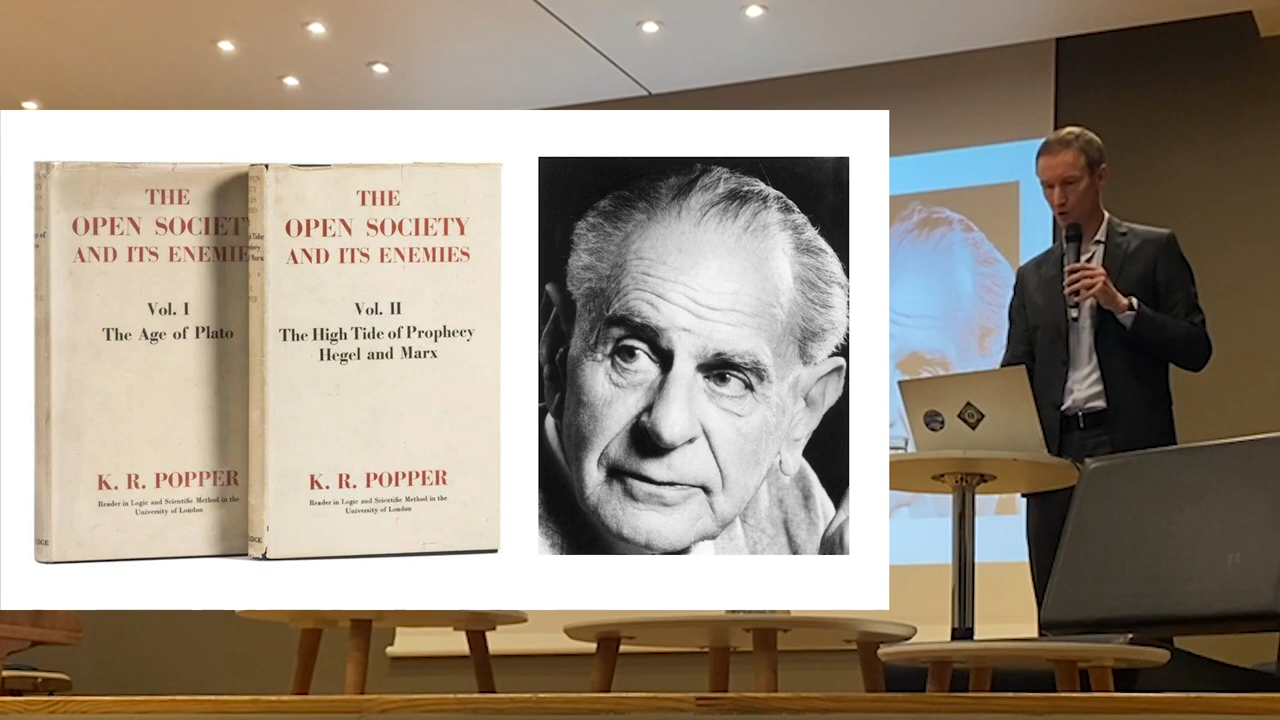 THE
OPEN SOCIET
AND ITS ENEMIE
Vol. I
The Age of Plato
K. R. POPPER
Reader in Logic and Scientific Method in the
University of London
THE
OPEN SOCIETY
AND ITS ENEMIES
Vol. II
The High Tide of Prophecy
Hegel and Marx
K. R. POPPER
Reader in Logic and Scientific Method in the
University of London